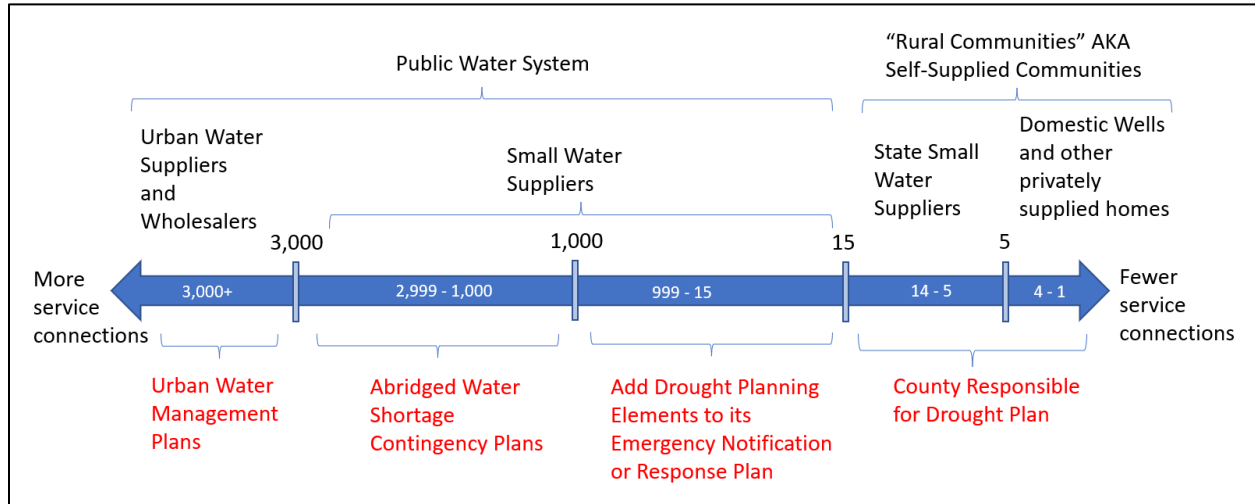 Public Water System
“Rural Communities” AKA
Self-Supplied Communities
Urban Water
Suppliers
and
Wholesalers
Small Water
Suppliers
State Small
Water
Suppliers
Domestic Wells
and other
privately
supplied homes
3,000
1,000
15
5
More
service
connections
3,000+
2,999 - 1,000
999 - 15
14 - 5
4 - 1
Fewer
service
connections
Urban Water
Management
Plans
Abridged Water
Shortage
Contingency Plans
Add Drought Planning
Elements to its
Emergency Notification
or Response Plan
County Responsible
for Drought Plan